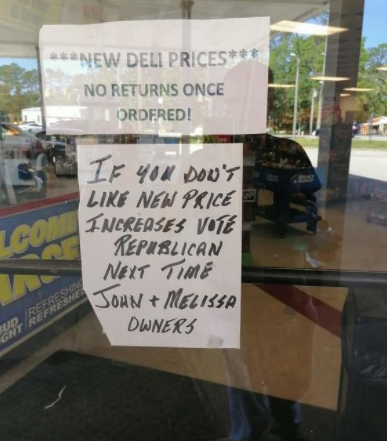 ***NEW DELI PRICES***
NO RETURNS ONCE
ORDERED!
IF YOU DON'T
LIKE NEW PRICE
INCREASES VOTE
REPUBLICAN
NEXT TIME
JOHN + MELISSA
OWNERS
REFRESHING